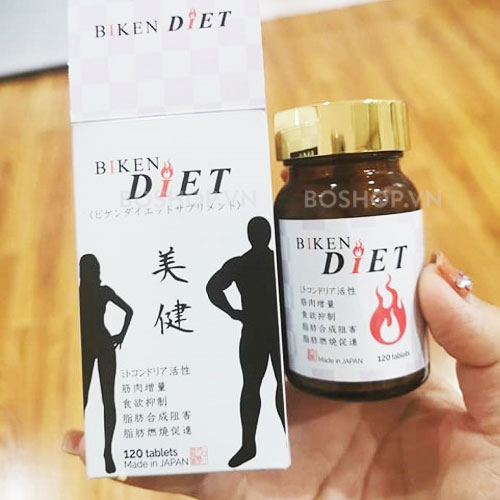 BIKEN DiET
BIKEN
DiET
〈ビケンダイエットサプリメント〉
美
健
ミトコンドリア活性
筋肉増量
食欲抑制
脂肪合成阻害
脂肪燃焼促進
120 tablets
Made in JAPAN
BOSHOP.VN
BOSHOP.VN
BIKEN
DiET
ミトコンドリア活性
筋肉増量
食欲抑制
脂肪合成阻害
脂肪燃焼促進
120 tablets
Made in JAPAN